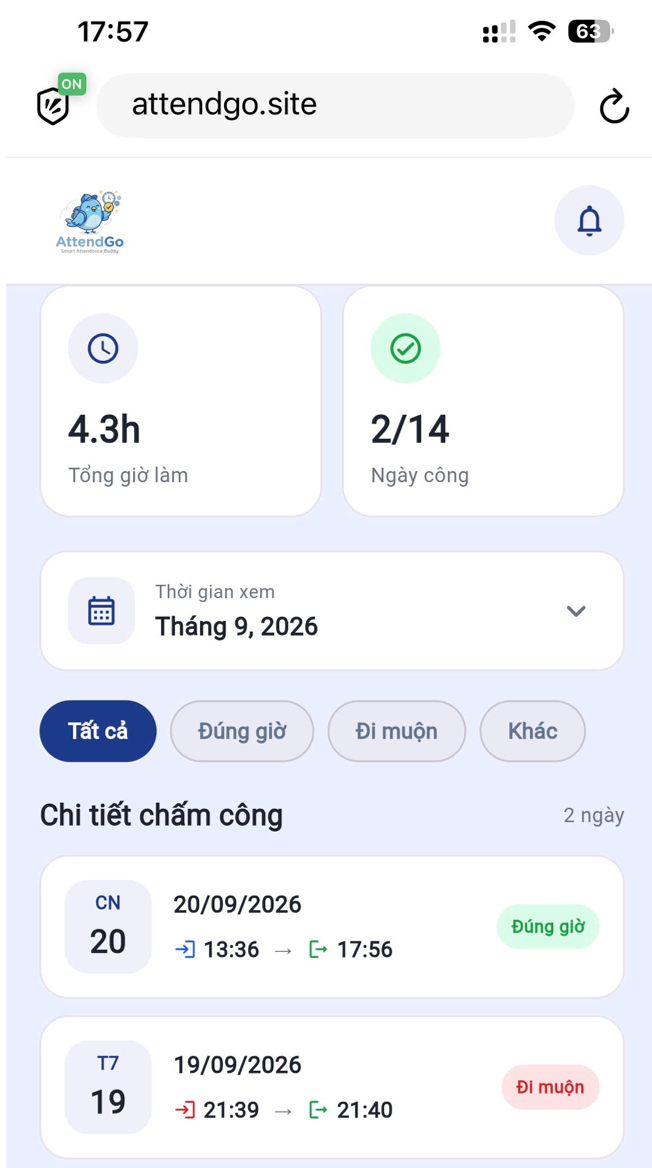 17:57
63
ON
attendgo.site
AttendGo
Smart Attendance Buddy
4.3h
Tổng giờ làm
2/14
Ngày công
Thời gian xem
Tháng 9, 2026
Tất cả
Đúng giờ
Đi muộn
Khác
Chi tiết chấm công
2 ngày
CN
20
20/09/2026
13:36 → 17:56
Đúng giờ
T7
19
19/09/2026
21:39 → 21:40
Đi muộn